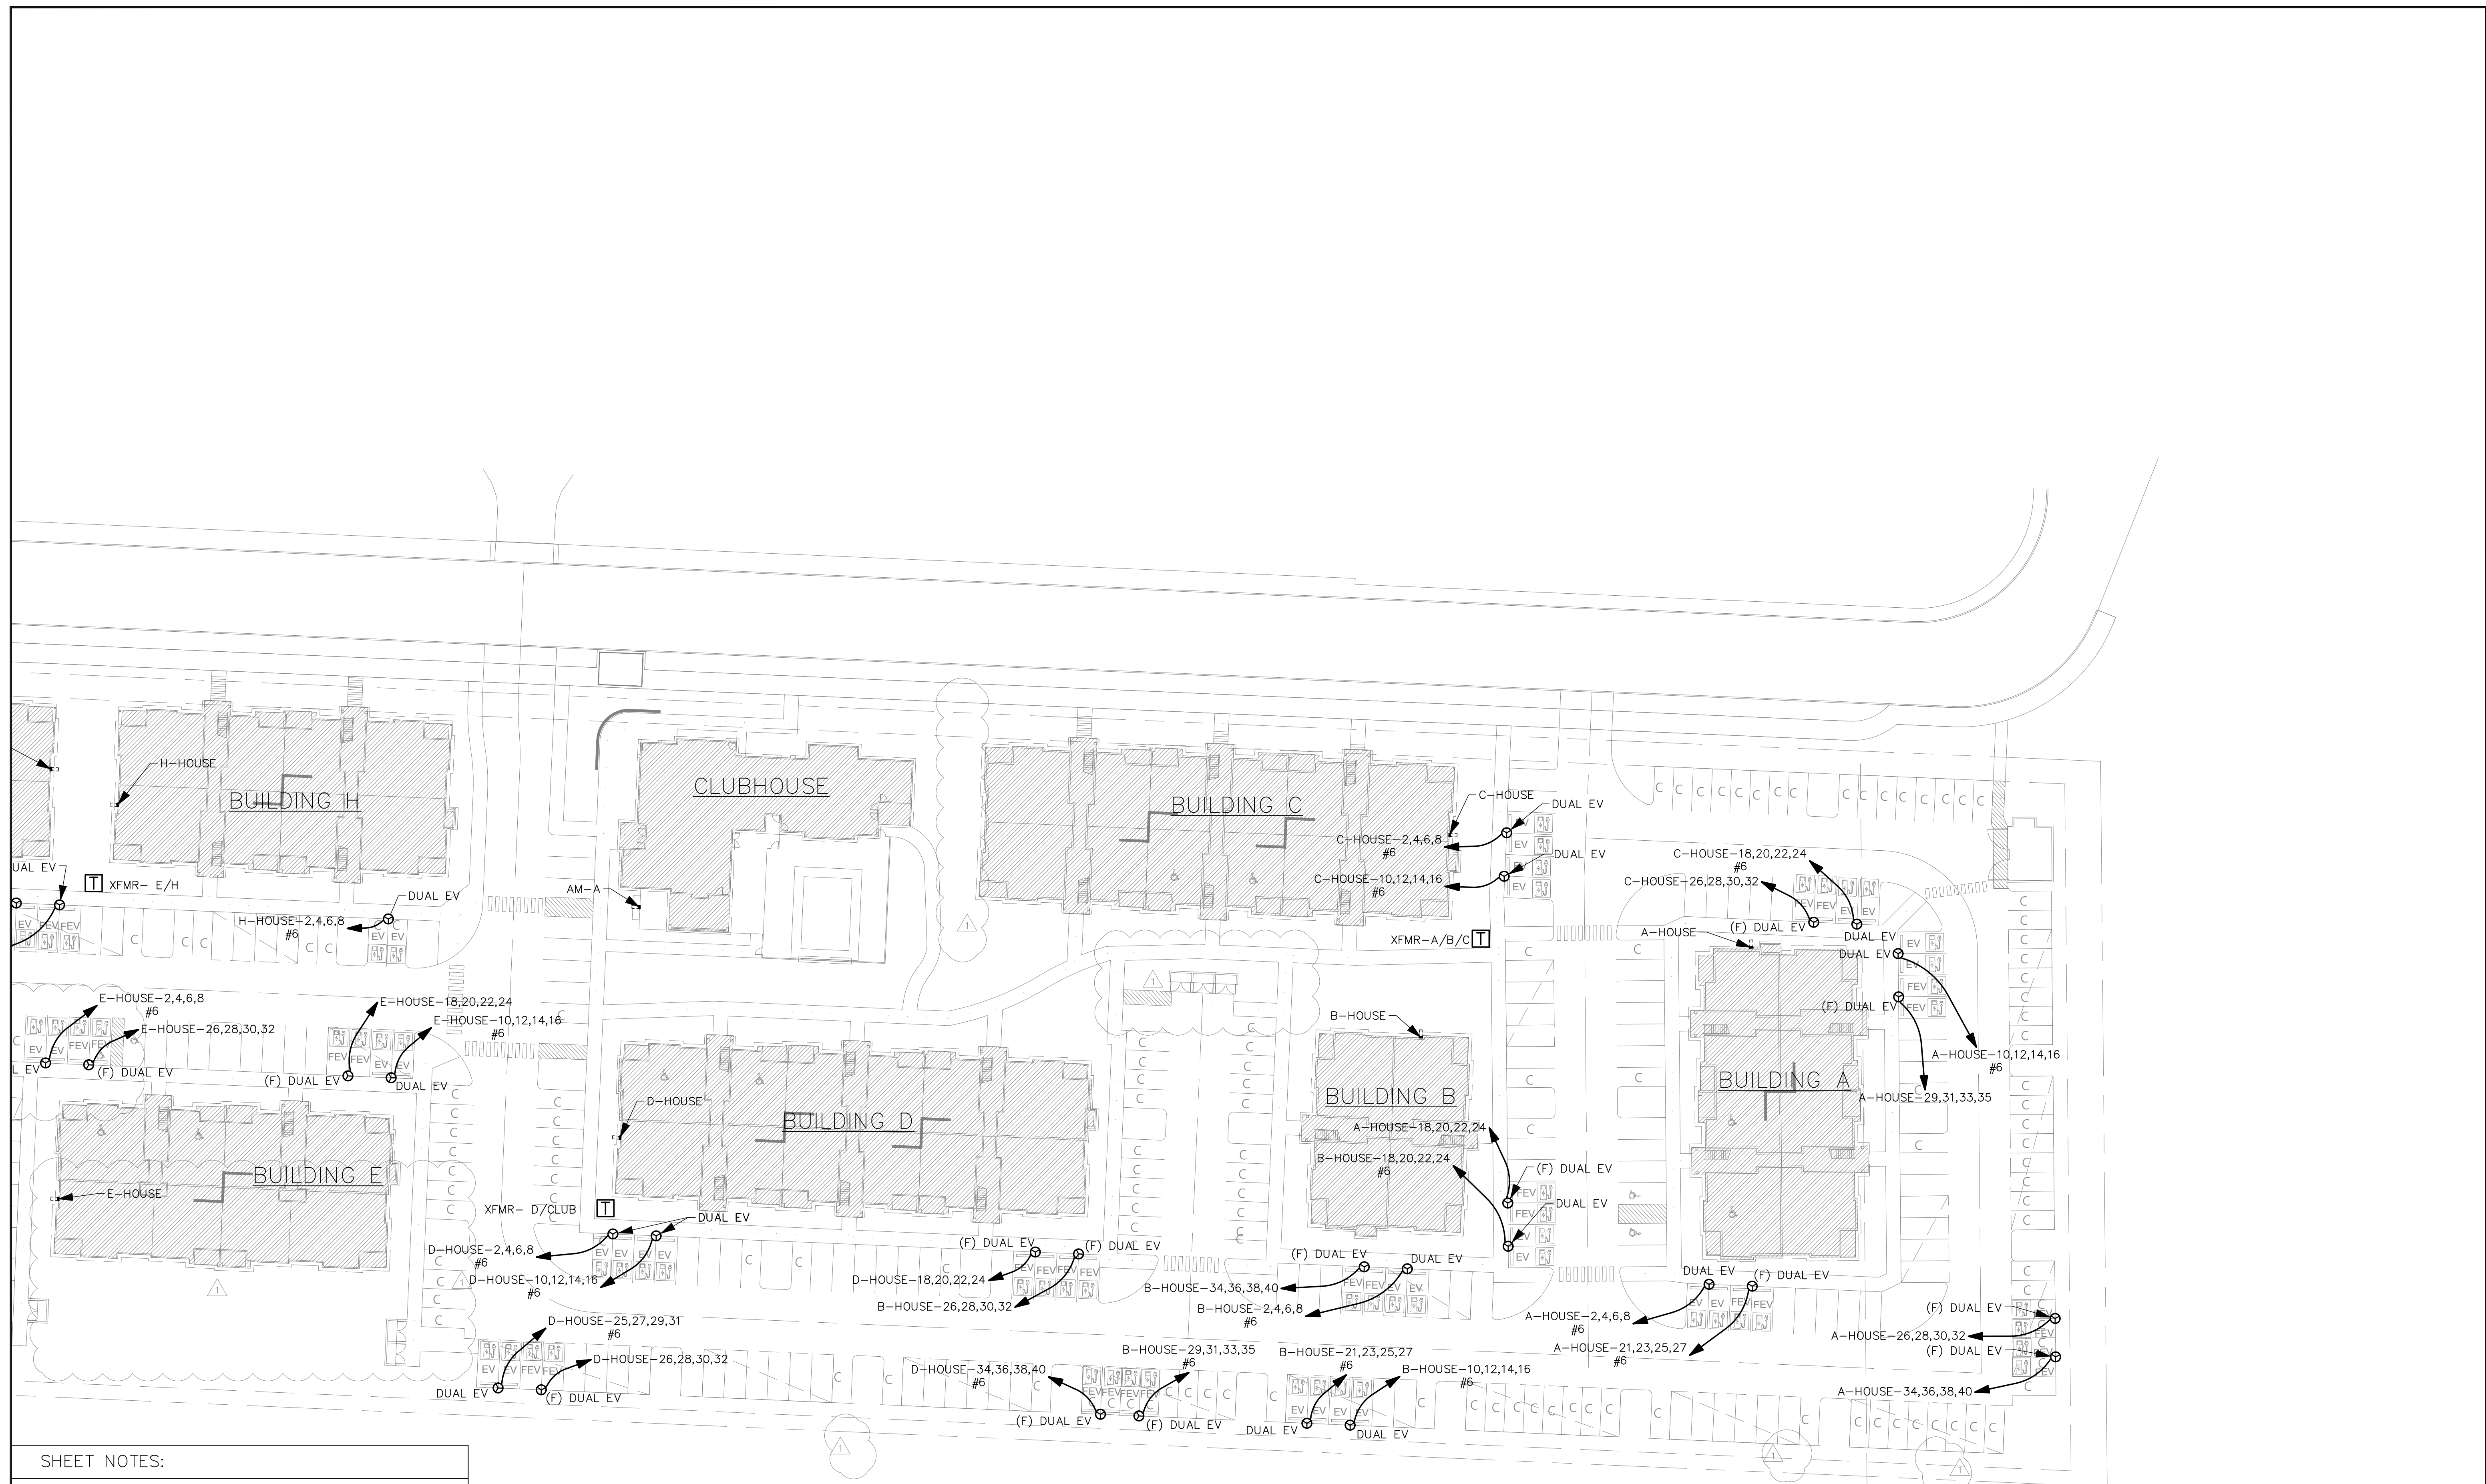 H-HOUSE
BUILDING H
CLUBHOUSE
BUILDING C
C-HOUSE
DUAL EV
C-HOUSE-2,4,6,8
#6
DUAL EV
C-HOUSE-10,12,14,16
#6
C-HOUSE-18,20,22,24
#6
C-HOUSE-26,28,30,32
XFMR- E/H
DUAL EV
H-HOUSE-2,4,6,8
#6
AM-A
XFMR-A/B/C
T
T
(F) DUAL EV
DUAL EV
A-HOUSE
DUAL EV
(F) DUAL EV
A-HOUSE-10,12,14,16
#6
A-HOUSE-29,31,33,35
E-HOUSE-2,4,6,8
#6
E-HOUSE-26,28,30,32
(F) DUAL EV
E-HOUSE-18,20,22,24
E-HOUSE-10,12,14,16
#6
(F) DUAL EV
DUAL EV
B-HOUSE
BUILDING B
BUILDING A
D-HOUSE
BUILDING D
BUILDING E
E-HOUSE
A-HOUSE-18,20,22,24
B-HOUSE-18,20,22,24
#6
(F) DUAL EV
DUAL EV
XFMR- D/CLUB
T
DUAL EV
D-HOUSE-2,4,6,8
#6
D-HOUSE-10,12,14,16
#6
(F) DUAL EV
(F) DUAL EV
D-HOUSE-18,20,22,24
B-HOUSE-26,28,30,32
(F) DUAL EV
DUAL EV
B-HOUSE-34,36,38,40
B-HOUSE-2,4,6,8
#6
DUAL EV
(F) DUAL EV
A-HOUSE-2,4,6,8
#6
A-HOUSE-21,23,25,27
#6
(F) DUAL EV
A-HOUSE-26,28,30,32
(F) DUAL EV
A-HOUSE-34,36,38,40
D-HOUSE-25,27,29,31
#6
D-HOUSE-26,28,30,32
DUAL EV
(F) DUAL EV
D-HOUSE-34,36,38,40
#6
B-HOUSE-29,31,33,35
#6
B-HOUSE-21,23,25,27
#6
B-HOUSE-10,12,14,16
#6
(F) DUAL EV
(F) DUAL EV
DUAL EV
DUAL EV
SHEET NOTES: